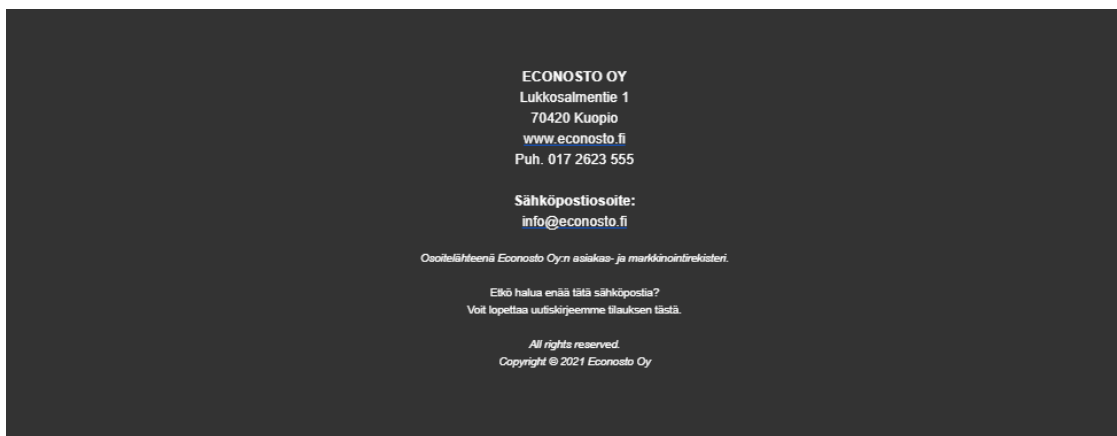 ECONOSTO OY
Lukkosalmentie 1
70420 Kuopio
www.econosto.fi
Puh. 017 2623 555
Sähköpostiosoite:
info@econosto.fi
Osoitelähteenä Econosto Oy:n asiakas- ja markkinointirekisteri.
Etkö halua enää tätä sähköpostia?
Voit lopettaa uutiskirjeemme tilauksen tästä.
All rights reserved.
Copyright © 2021 Econosto Oy